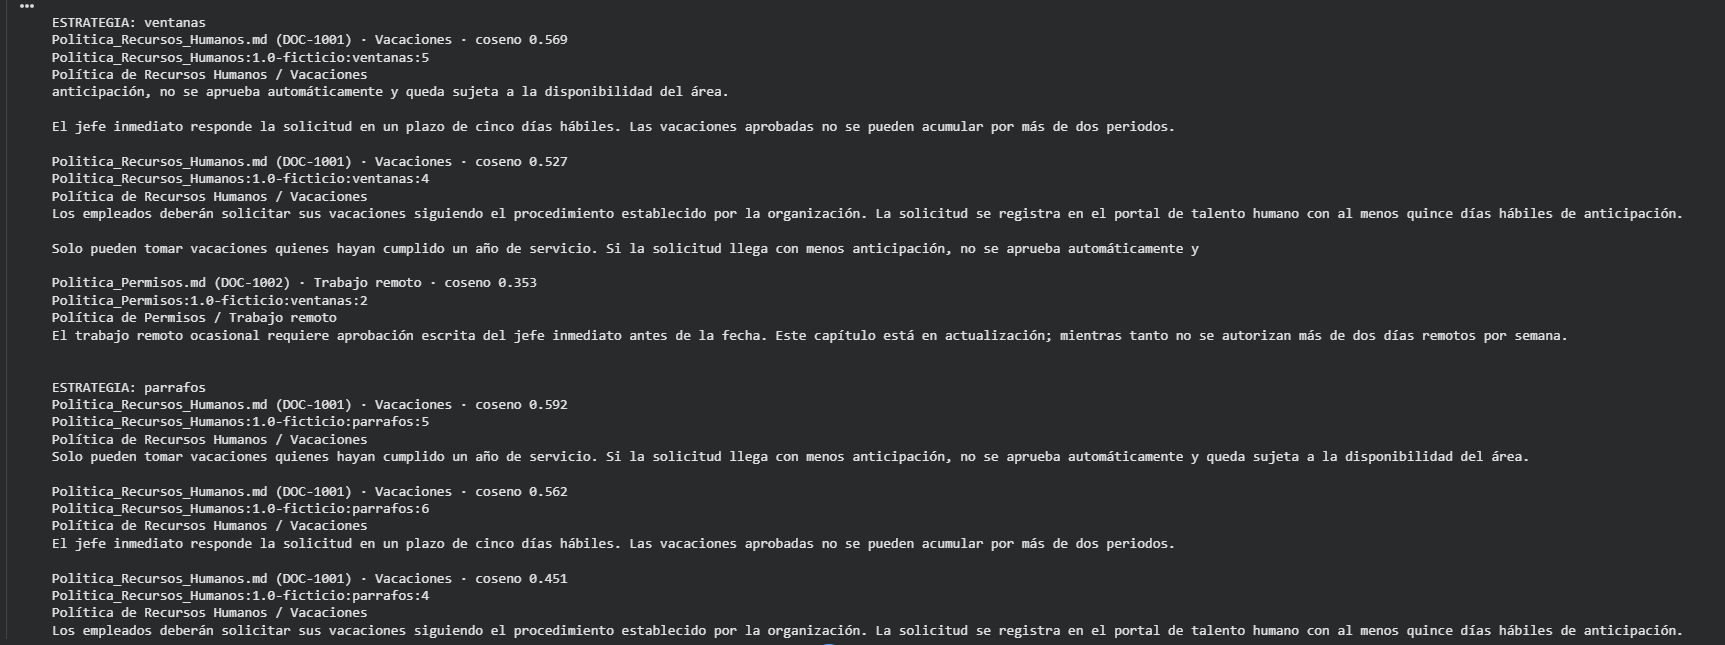 ESTRATEGIA: ventanas
Politica_Recursos_Humanos.md (DOC-1001) · Vacaciones · coseno 0.569
Politica_Recursos_Humanos:1.0-ficticio:ventanas:5
Política de Recursos Humanos / Vacaciones
anticipación, no se aprueba automáticamente y queda sujeta a la disponibilidad del área.
El jefe inmediato responde la solicitud en un plazo de cinco días hábiles. Las vacaciones aprobadas no se pueden acumular por más de dos periodos.
Politica_Recursos_Humanos.md (DOC-1001) · Vacaciones · coseno 0.527
Politica_Recursos_Humanos:1.0-ficticio:ventanas:4
Política de Recursos Humanos / Vacaciones
Los empleados deberán solicitar sus vacaciones siguiendo el procedimiento establecido por la organización. La solicitud se registra en el portal de talento humano con al menos quince días hábiles de anticipación.
Solo pueden tomar vacaciones quienes hayan cumplido un año de servicio. Si la solicitud llega con menos anticipación, no se aprueba automáticamente y
Politica_Permisos.md (DOC-1002) · Trabajo remoto · coseno 0.353
Politica_Permisos:1.0-ficticio:ventanas:2
Política de Permisos / Trabajo remoto
El trabajo remoto ocasional requiere aprobación escrita del jefe inmediato antes de la fecha. Este capítulo está en actualización; mientras tanto no se autorizan más de dos días remotos por semana.
ESTRATEGIA: parrafos
Politica_Recursos_Humanos.md (DOC-1001) · Vacaciones · coseno 0.592
Politica_Recursos_Humanos:1.0-ficticio:parrafos:5
Política de Recursos Humanos / Vacaciones
Solo pueden tomar vacaciones quienes hayan cumplido un año de servicio. Si la solicitud llega con menos anticipación, no se aprueba automáticamente y queda sujeta a la disponibilidad del área.
Politica_Recursos_Humanos.md (DOC-1001) · Vacaciones · coseno 0.562
Politica_Recursos_Humanos:1.0-ficticio:parrafos:6
Política de Recursos Humanos / Vacaciones
El jefe inmediato responde la solicitud en un plazo de cinco días hábiles. Las vacaciones aprobadas no se pueden acumular por más de dos periodos.
Politica_Recursos_Humanos.md (DOC-1001) · Vacaciones · coseno 0.451
Politica_Recursos_Humanos:1.0-ficticio:parrafos:4
Política de Recursos Humanos / Vacaciones
Los empleados deberán solicitar sus vacaciones siguiendo el procedimiento establecido por la organización. La solicitud se registra en el portal de talento humano con al menos quince días hábiles de anticipación.